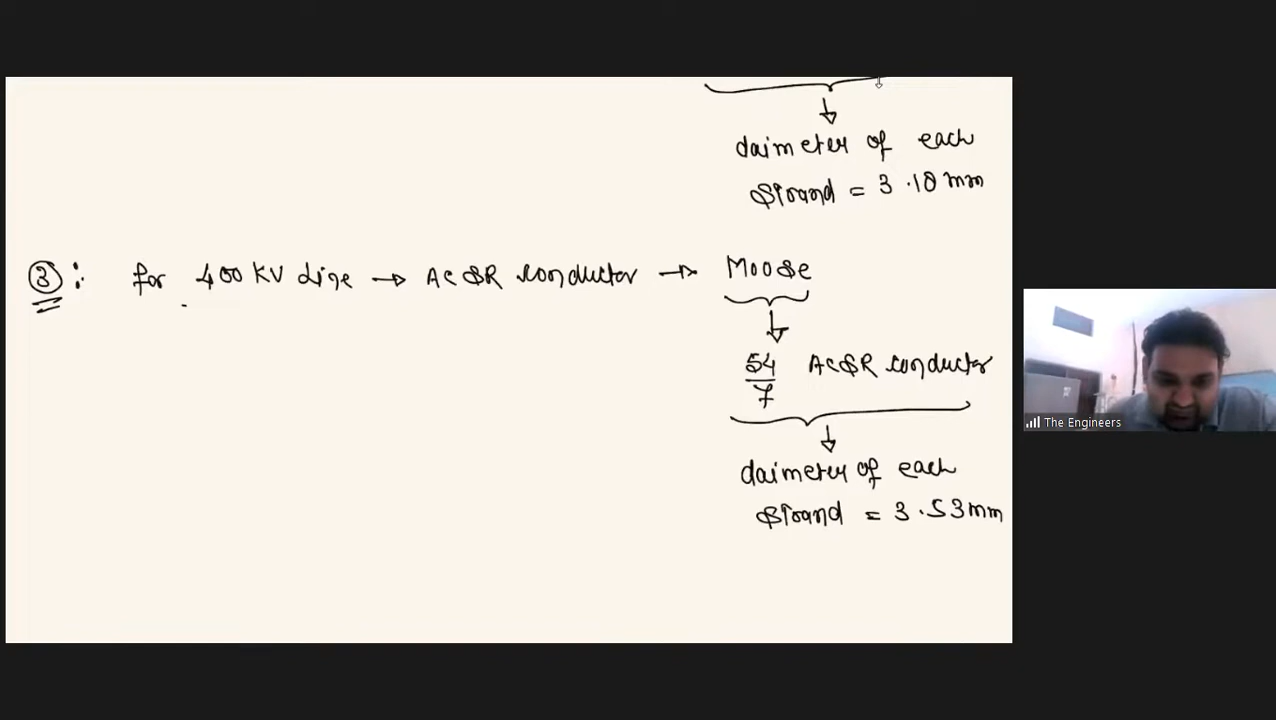 daimeter of each
strand = 3.18 mm
3 : for 400 KV line → ACSR conductor → Moose
54/7 ACSR conductor
daimeter of each
strand = 3.53mm
The Engineers